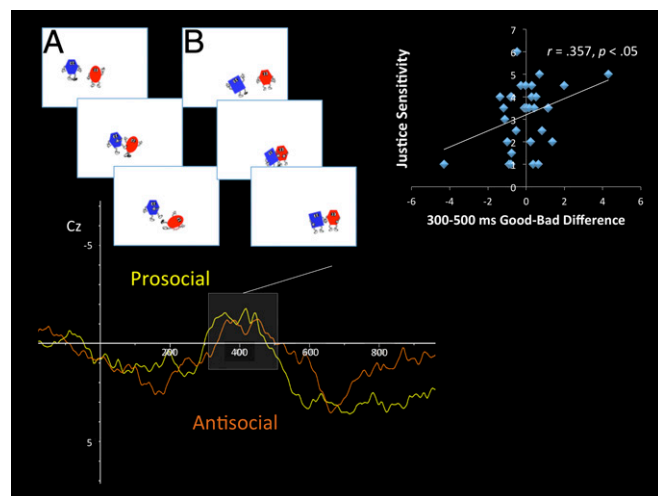 A
B
Cz
-5
5
200
400
600
800
Prosocial
Antisocial
r = .357, p < .05
Justice Sensitivity
7
6
5
4
3
2
1
0
-6
-4
-2
0
2
4
6
300-500 ms Good-Bad Difference